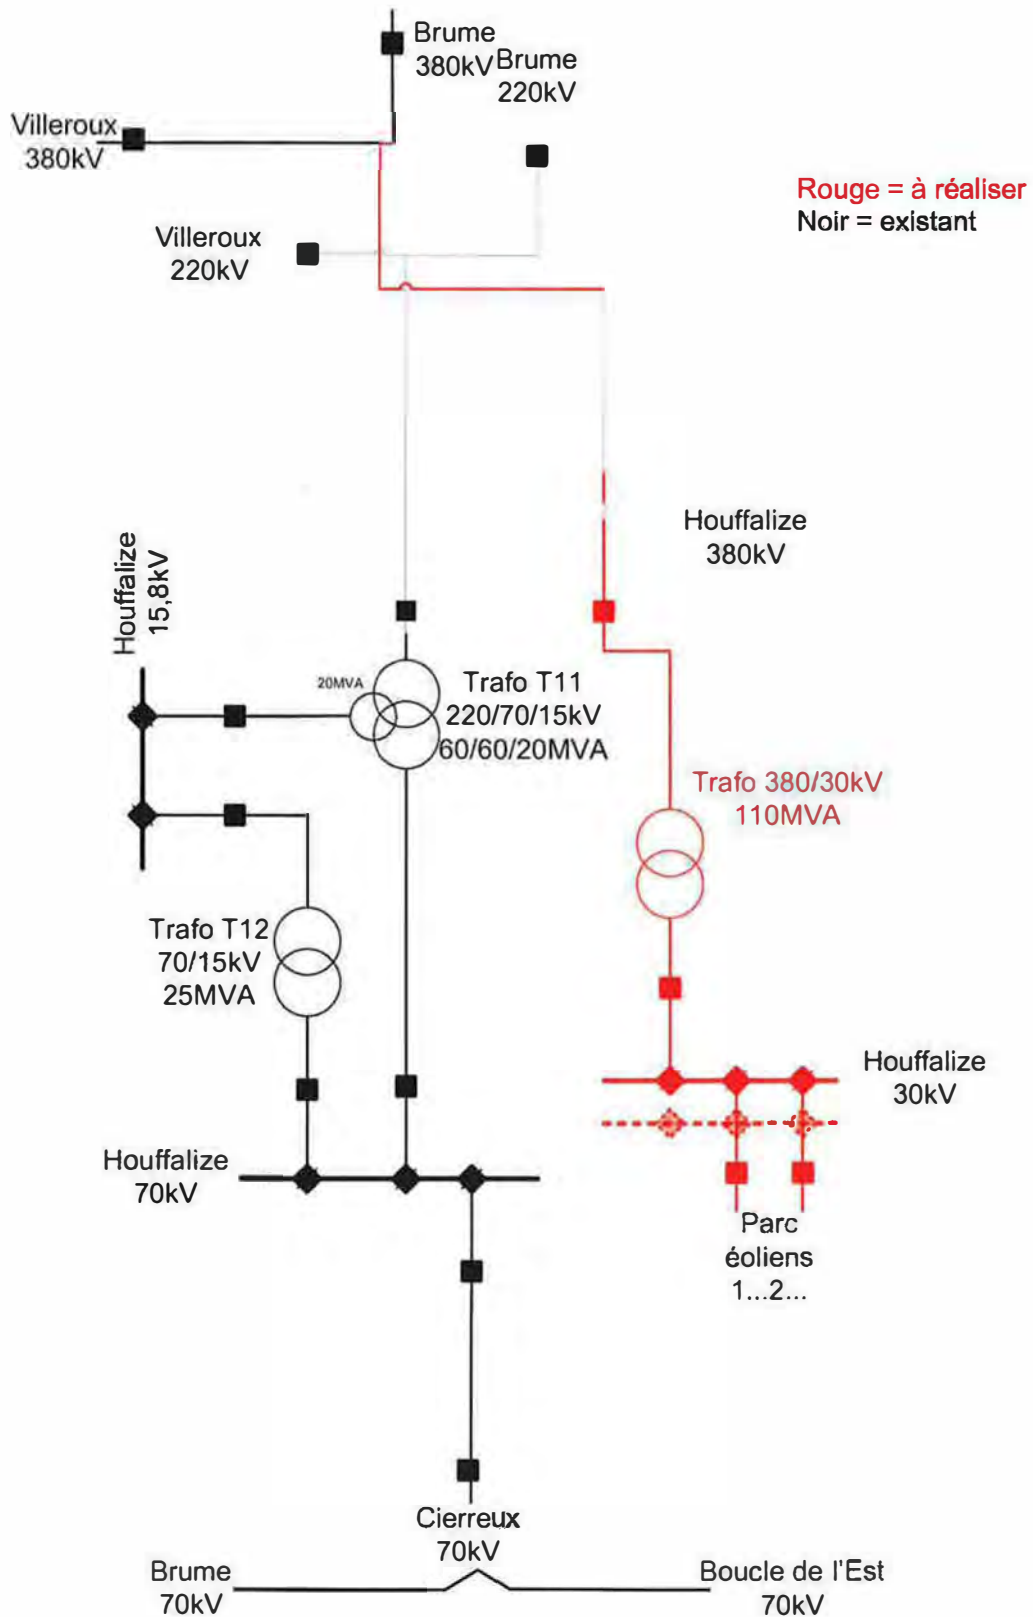 Brume
380kV
Brume
220kV
Villeroux
380kV
Rouge = à réaliser
Noir = existant
Villeroux
220kV
Houffalize
380kV
Houffalize
15,8kV
20MVA
Trafo T11
220/70/15kV
60/60/20MVA
Trafo 380/30kV
110MVA
Trafo T12
70/15kV
25MVA
Houffalize
30kV
Houffalize
70kV
Parc
éoliens
1...2...
Cierreux
70kV
Brume
70kV
Boucle de l'Est
70kV